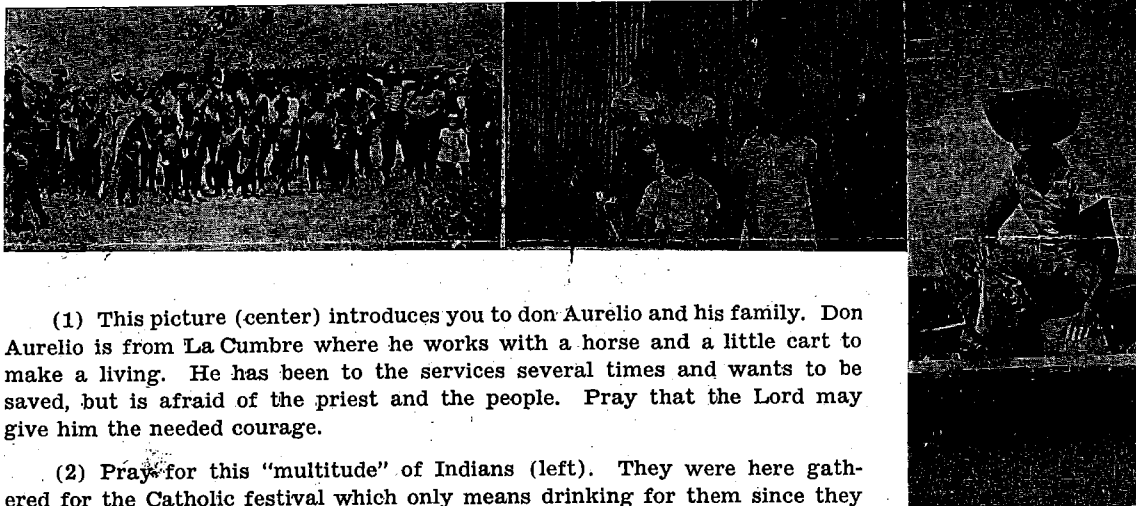 (1) This picture (center) introduces you to don Aurelio and his family. Don
Aurelio is from La Cumbre where he works with a horse and a little cart to
make a living. He has been to the services several times and wants to be
saved, but is afraid of the priest and the people. Pray that the Lord may
give him the needed courage.
(2) Pray for this “multitude” of Indians (left). They were here gath-
ered for the Catholic festival which only means drinking for them since they